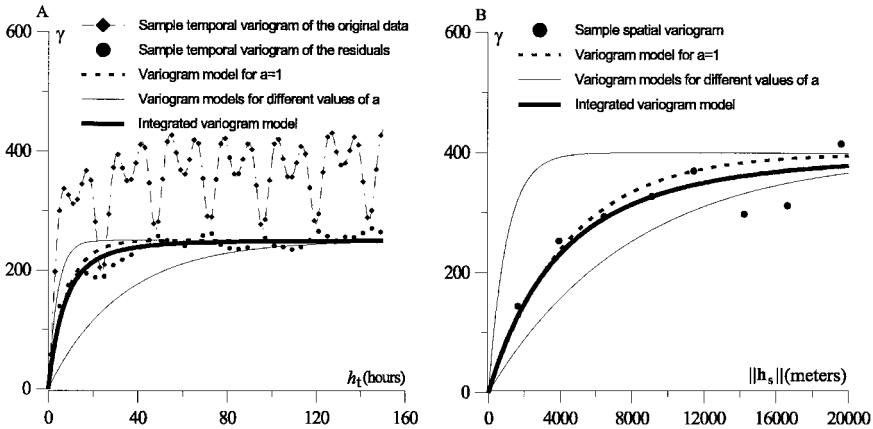 A
600
γ
Sample temporal variogram of the original data
Sample temporal variogram of the residuals
Variogram model for a=1
Variogram models for different values of a
Integrated variogram model
400
200
0
h_t (hours)
0 40 80 120 160
B
600
γ
Sample spatial variogram
Variogram model for a=1
Variogram models for different values of a
Integrated variogram model
400
200
0
||h_s|| (meters)
0 4000 8000 12000 16000 20000